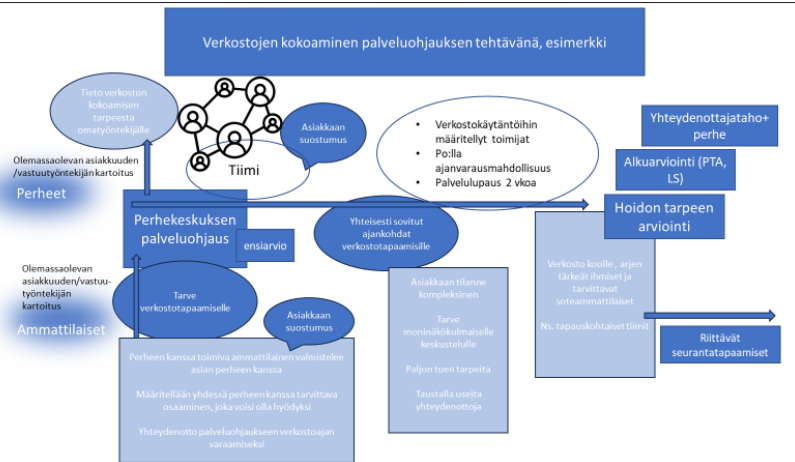 Verkostojen kokoaminen palveluohjauksen tehtävänä, esimerkki
Tieto verkoston
kokoamisen
tarpeesta
omatyöntekijälle
Tiimi
Asiakkaan
suostumus
• Verkostokäytäntöihin
määritellyt toimijat
• Po:lla
ajanvarausmahdollisuus
• Palvelulupaus 2 vkoa
Yhteydenottajataho+
perhe
Alkuarviointi (PTA,
LS)
Hoidon tarpeen
arviointi
Olemassaolevan asiakkuuden
/vastuutyöntekijän kartoitus
Perheet
Perhekeskuksen
palveluohjaus
ensiarvio
Yhteisesti sovitut
ajankohdat
verkostotapaamisille
Olemassaolevan
asiakkuuden/vastuu-
työntekijän
kartoitus
Ammattilaiset
Tarve
verkostotapaamiselle
Asiakkaan
suostumus
Perheen kanssa toimiva ammattilainen valmistelee
asian perheen kanssa
Määritellään yhdessä perheen kanssa tarvittava
osaaminen, joka voisi olla hyödyksi
Yhteydenotto palveluohjaukseen verkostoajan
varaamiseksi
Asiakkaan tilanne
kompleksinen
Tarve
moninäkökulmaiselle
keskustelulle
Paljon tuen tarpeita
Taustalla useita
yhteydenottoja
Verkosto koolle , arjen
tärkeät ihmiset ja
tarvittavat
soteammattilaiset
Ns. tapauskohtaiset tiimit
Riittävät
seurantatapaamiset